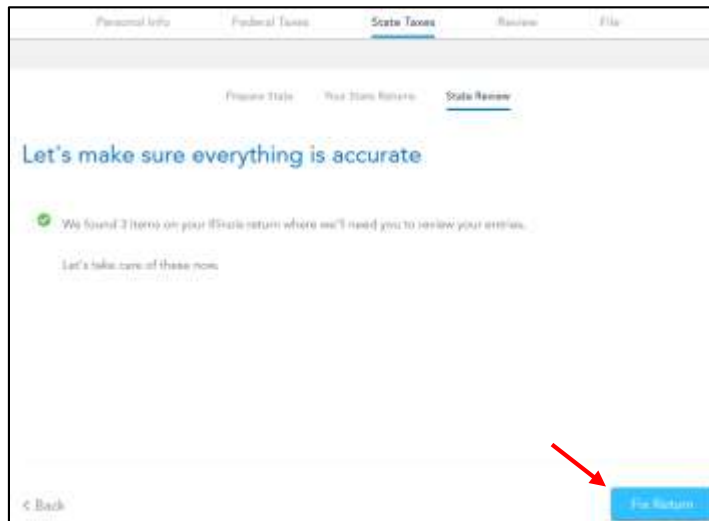 Personal Info Federal Taxes State Taxes Review File
Prepare State Your State Returns State Review
Let's make sure everything is accurate
We found 3 items on your Illinois return where we'll need you to review your entries.
Let's take care of these now.
< Back Fix Return